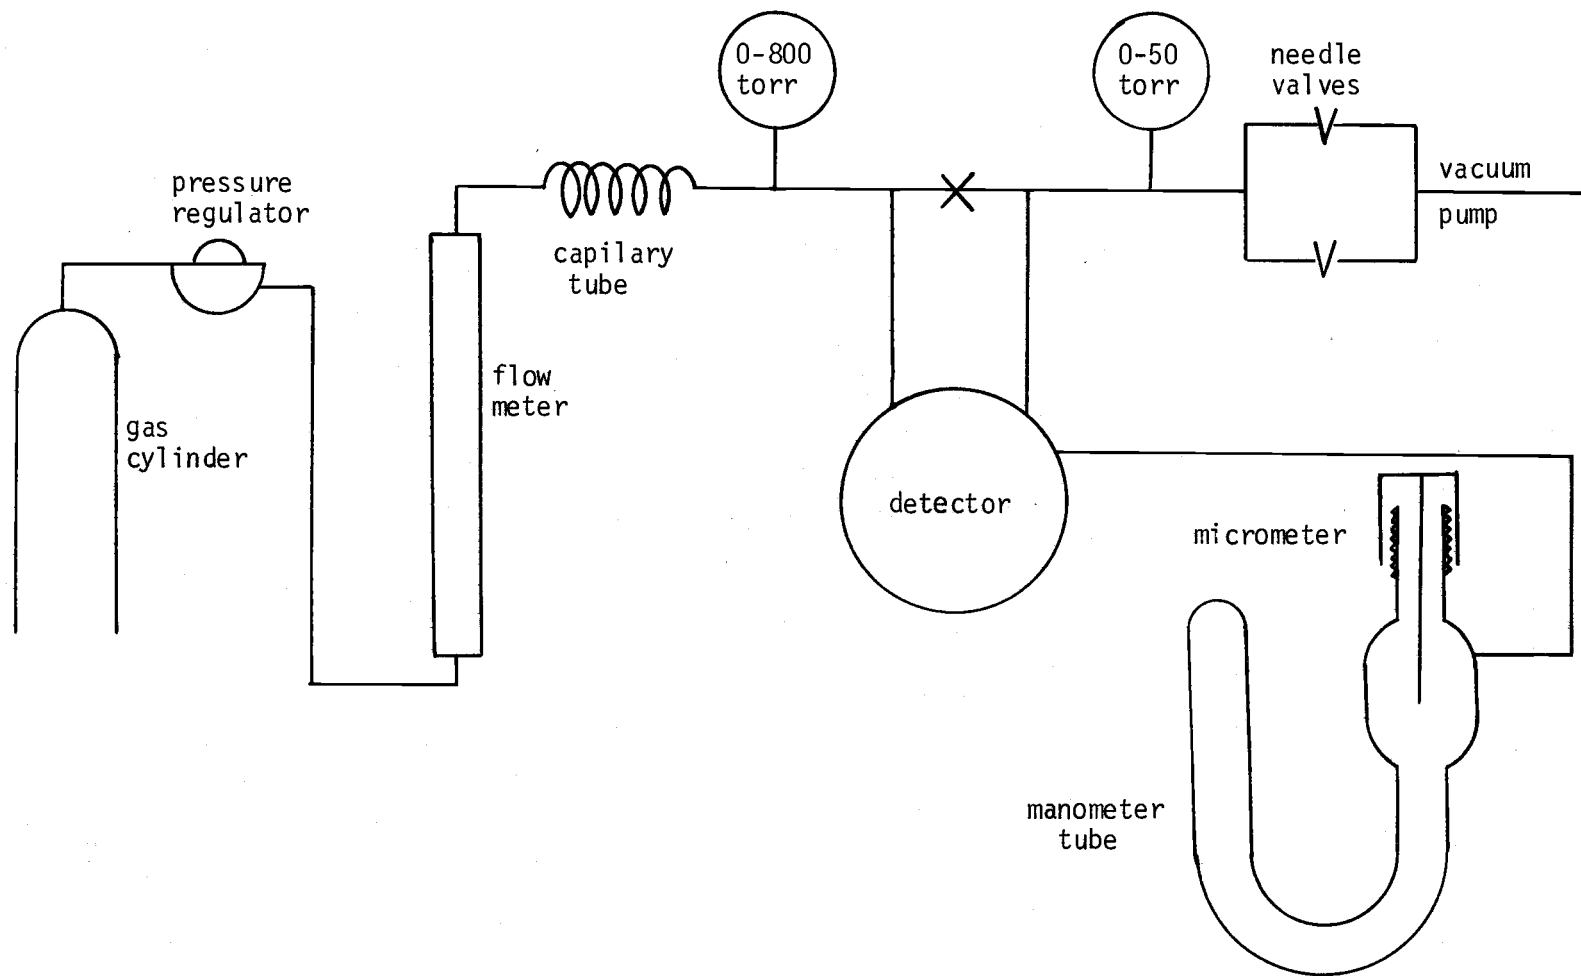 0-800
torr
0-50
torr
needle
valves
pressure
regulator
vacuum
pump
capilary
tube
flow
meter
gas
cylinder
detector
micrometer
manometer
tube